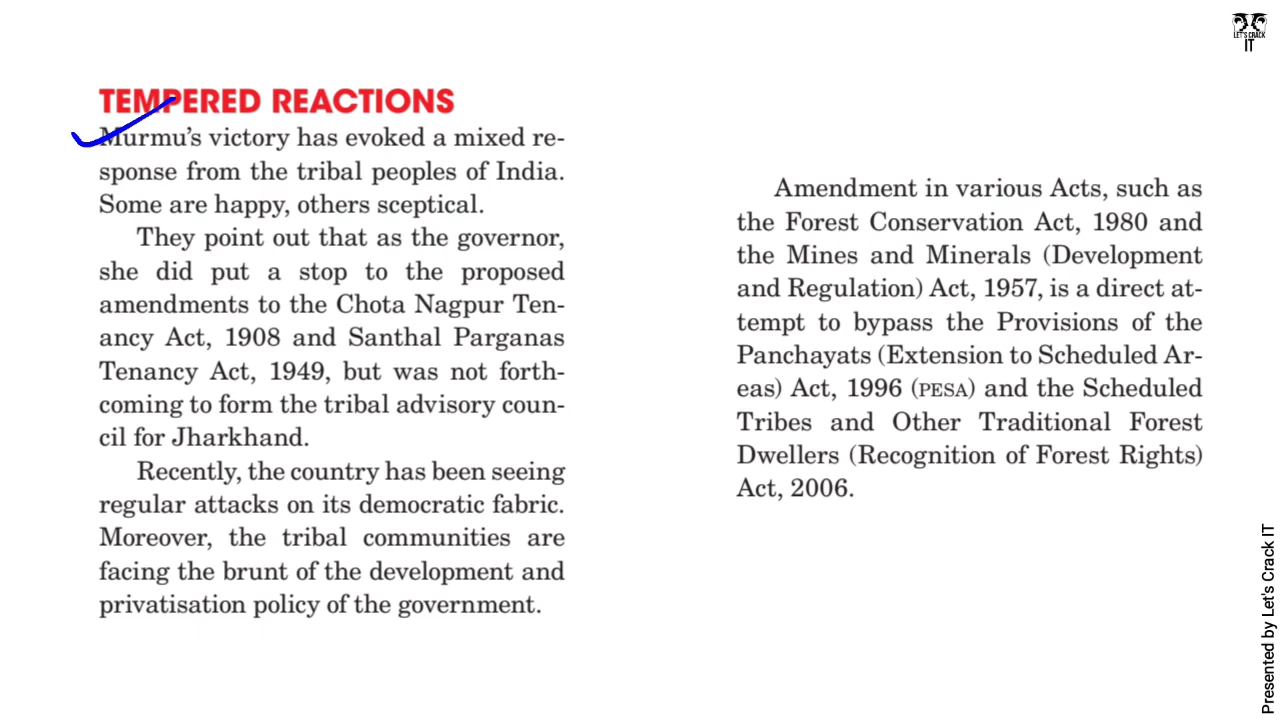 LET'S CRACK
IT
TEMPERED REACTIONS
Murmu's victory has evoked a mixed re-
sponse from the tribal peoples of India.
Some are happy, others sceptical.
They point out that as the governor,
she did put a stop to the proposed
amendments to the Chota Nagpur Ten-
ancy Act, 1908 and Santhal Parganas
Tenancy Act, 1949, but was not forth-
coming to form the tribal advisory coun-
cil for Jharkhand.
Recently, the country has been seeing
regular attacks on its democratic fabric.
Moreover, the tribal communities are
facing the brunt of the development and
privatisation policy of the government.
Amendment in various Acts, such as
the Forest Conservation Act, 1980 and
the Mines and Minerals (Development
and Regulation) Act, 1957, is a direct at-
tempt to bypass the Provisions of the
Panchayats (Extension to Scheduled Ar-
eas) Act, 1996 (PESA) and the Scheduled
Tribes and Other Traditional Forest
Dwellers (Recognition of Forest Rights)
Act, 2006.
Presented by Let's Crack IT